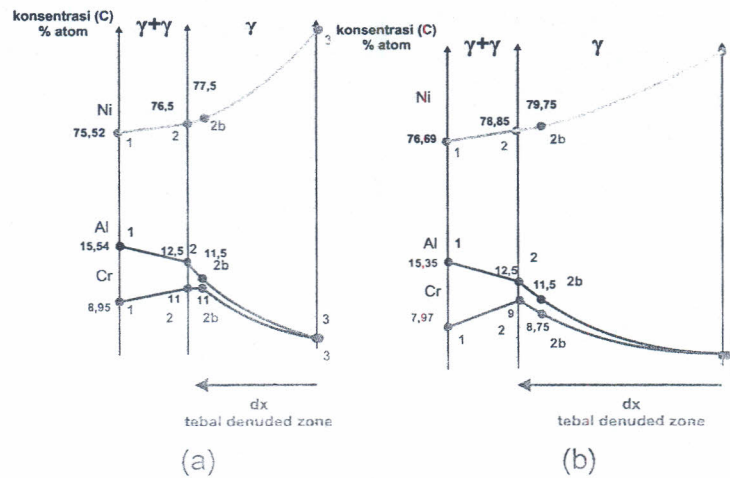 konsentrasi (C)
% atom
γ+γ
γ
Ni
75,52
1
76,5
2
77,5
2b
3
Al
1
15,54
12,5
2
11,5
2b
Cr
8,95
1
11
2
11
2b
3
3
dx
tebal denuded zone
(a)
konsentrasi (C)
% atom
γ+γ
γ
Ni
76,69
1
78,85
2
79,75
2b
Al
1
15,35
12,5
2
11,5
2b
Cr
7,97
1
9
2
8,75
2b
dx
tebal denuded zone
(b)